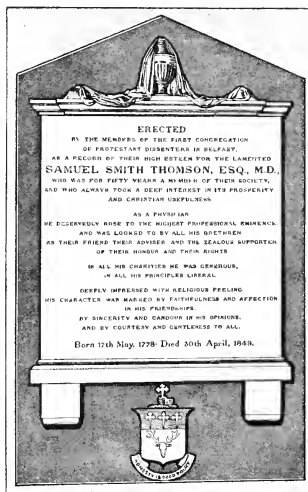 ERECTED
BY THE MEMBERS OF THE FIRST CONGREGATION
OF PROTESTANT DISSENTERS IN BELFAST,
AS A RECORD OF THEIR HIGH ESTEEM FOR THE LAMENTED
SAMUEL SMITH THOMSON, ESQ., M.D.,
WHO WAS FOR FIFTY YEARS A MEMBER OF THEIR SOCIETY,
AND WHO ALWAYS TOOK A DEEP INTEREST IN ITS PROSPERITY
AND CHRISTIAN USEFULNESS
AS A PHYSICIAN
HE DESERVEDLY ROSE TO THE HIGHEST PROFESSIONAL EMINENCE,
AND WAS LOOKED TO BY ALL HIS BRETHREN
AS THEIR FRIEND THEIR ADVISER AND THE ZEALOUS SUPPORTER
OF THEIR HONOUR AND THEIR RIGHTS
IN ALL HIS CHARITIES HE WAS GENEROUS,
IN ALL HIS PRINCIPLES LIBERAL
DEEPLY IMPRESSED WITH RELIGIOUS FEELING,
HIS CHARACTER WAS MARKED BY FAITHFULNESS AND AFFECTION
IN HIS FRIENDSHIPS,
BY SINCERITY AND CANDOUR IN HIS OPINIONS,
AND BY COURTESY AND GENTLENESS TO ALL.
Born 17th May, 1778. Died 30th April, 1849.